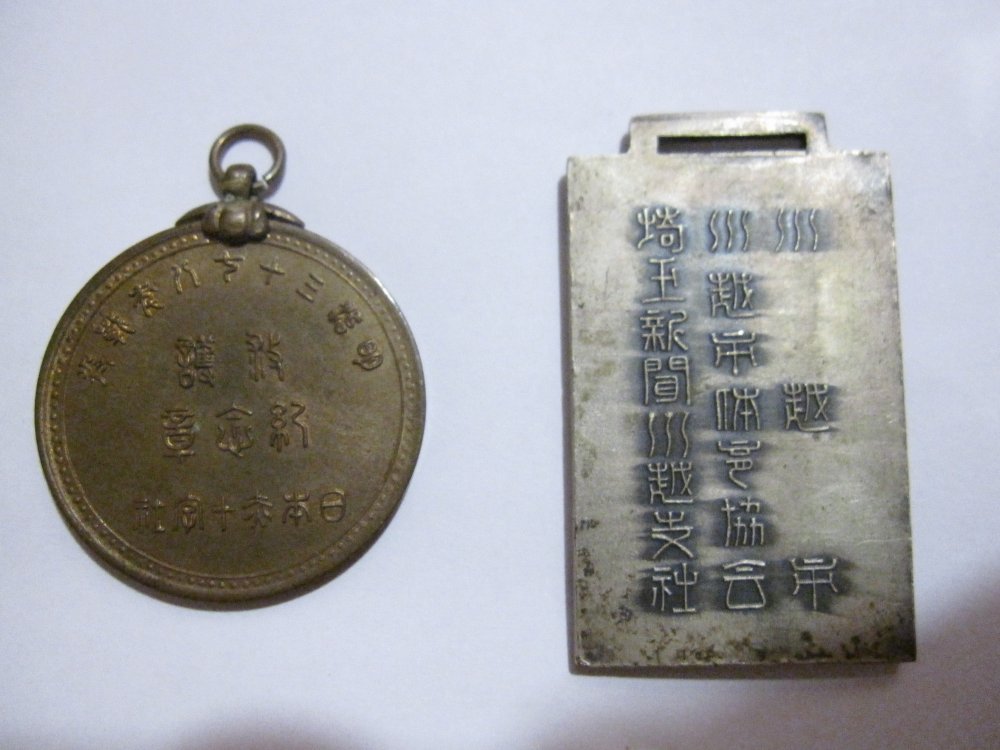 明治三十七八年戰役
救護
紀念章
日本赤十字社
川越市
川越市体育協会
埼玉新聞川越支社